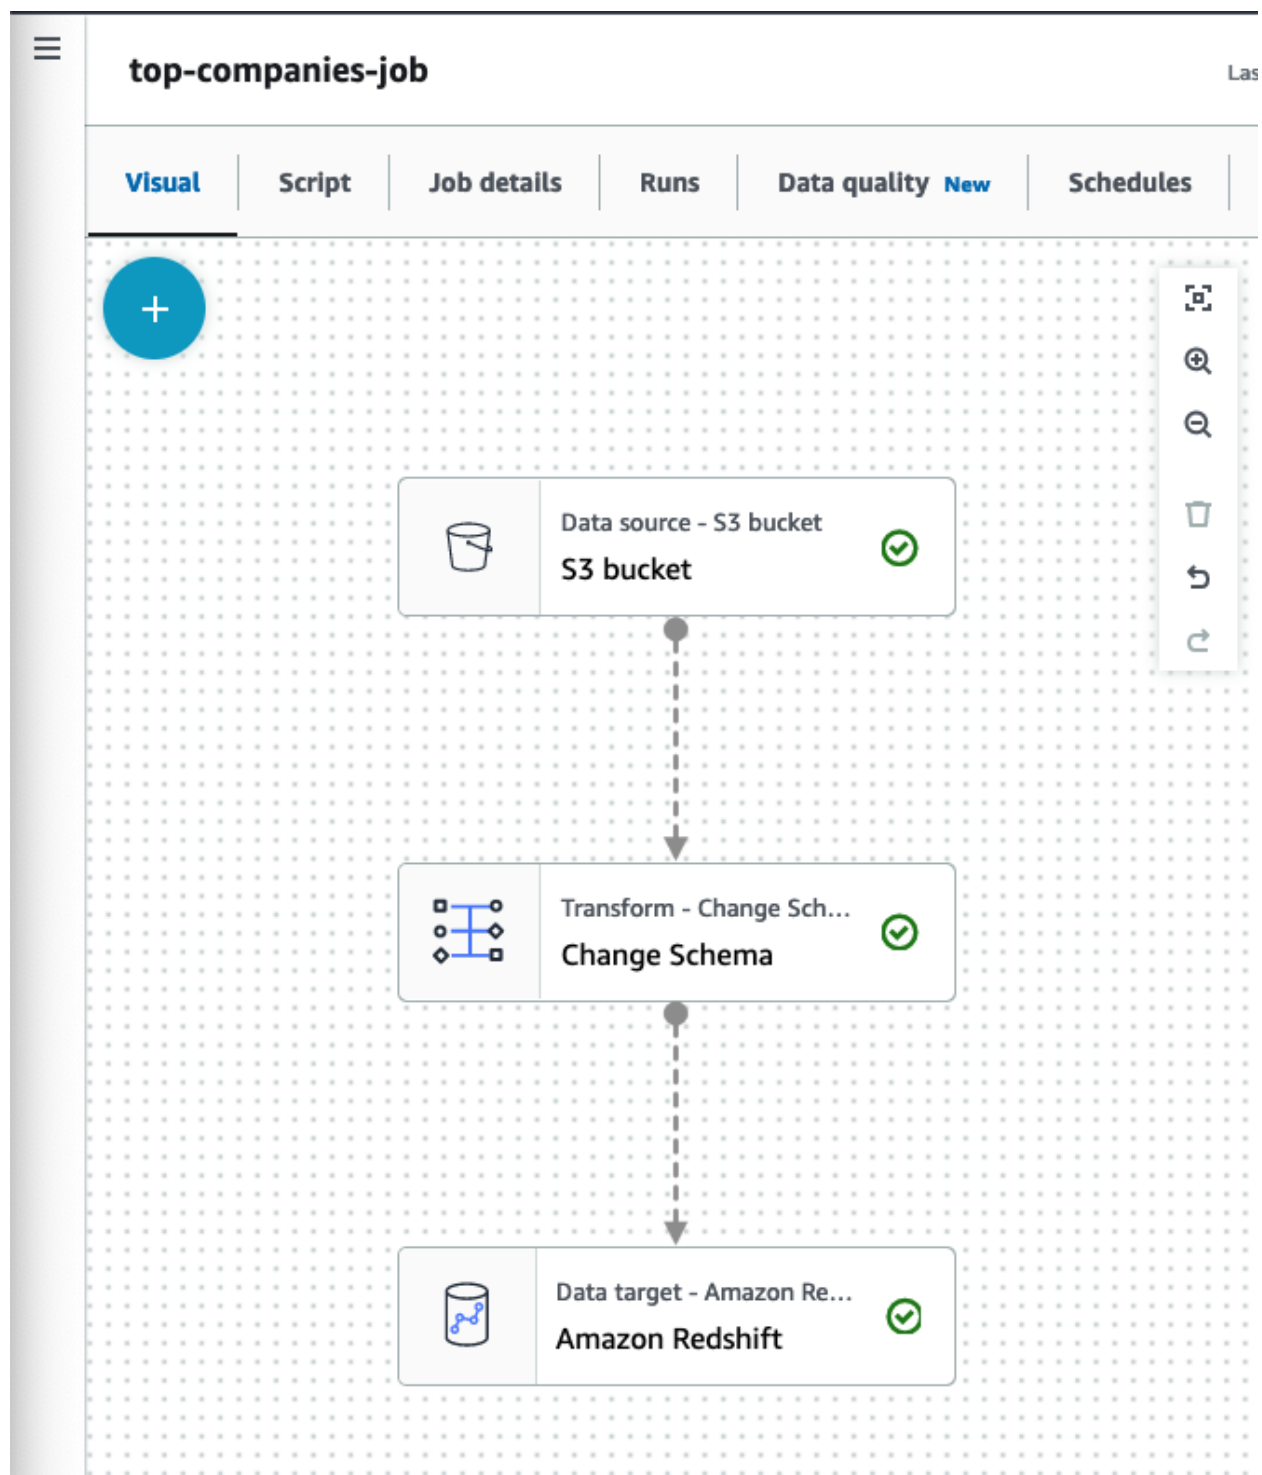 top-companies-job
Las
Visual
Script
Job details
Runs
Data quality New
Schedules
Data source - S3 bucket
S3 bucket
Transform - Change Sch...
Change Schema
Data target - Amazon Re...
Amazon Redshift